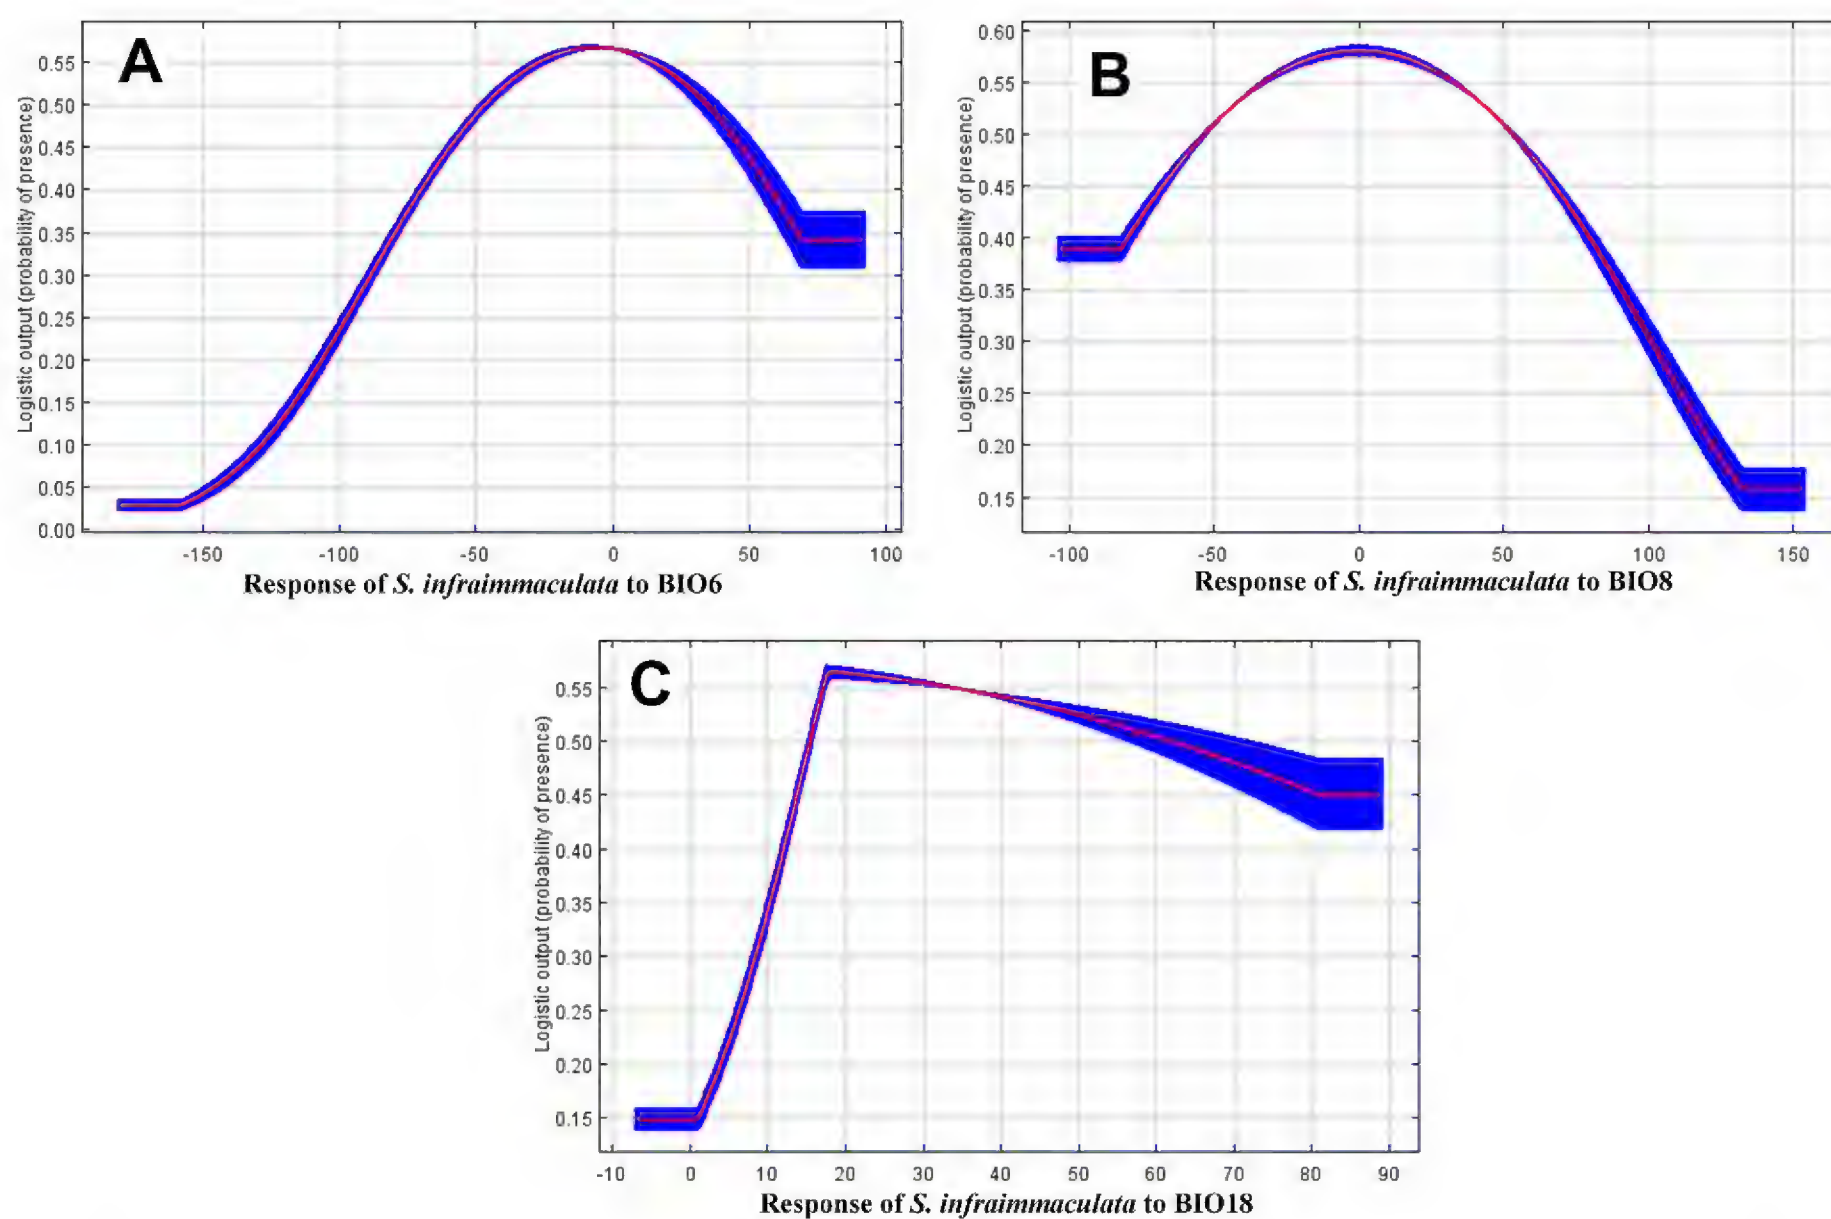 A
Logistic output (probability of presence)
0.55
0.50
0.45
0.40
0.35
0.30
0.25
0.20
0.15
0.10
0.05
0.00
-150 -100 -50 0 50 100
Response of S. infraimmaculata to BIO6
B
Logistic output (probability of presence)
0.60
0.55
0.50
0.45
0.40
0.35
0.30
0.25
0.20
0.15
-100 -50 0 50 100 150
Response of S. infraimmaculata to BIO8
C
Logistic output (probability of presence)
0.55
0.50
0.45
0.40
0.35
0.30
0.25
0.20
0.15
-10 0 10 20 30 40 50 60 70 80 90
Response of S. infraimmaculata to BIO18